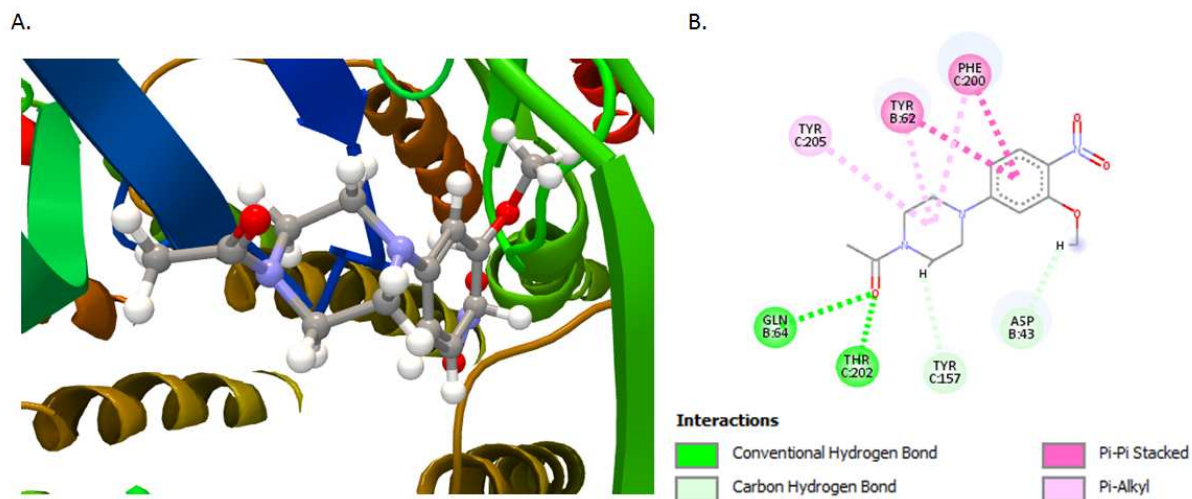 A.
B.
PHE
C:200
TYR
B:62
TYR
C:205
N
O
O
N
O
N
H
H
O
GLN
B:64
THR
C:202
TYR
C:157
ASP
B:43
Interactions
Conventional Hydrogen Bond
Carbon Hydrogen Bond
Pi-Pi Stacked
Pi-Alkyl